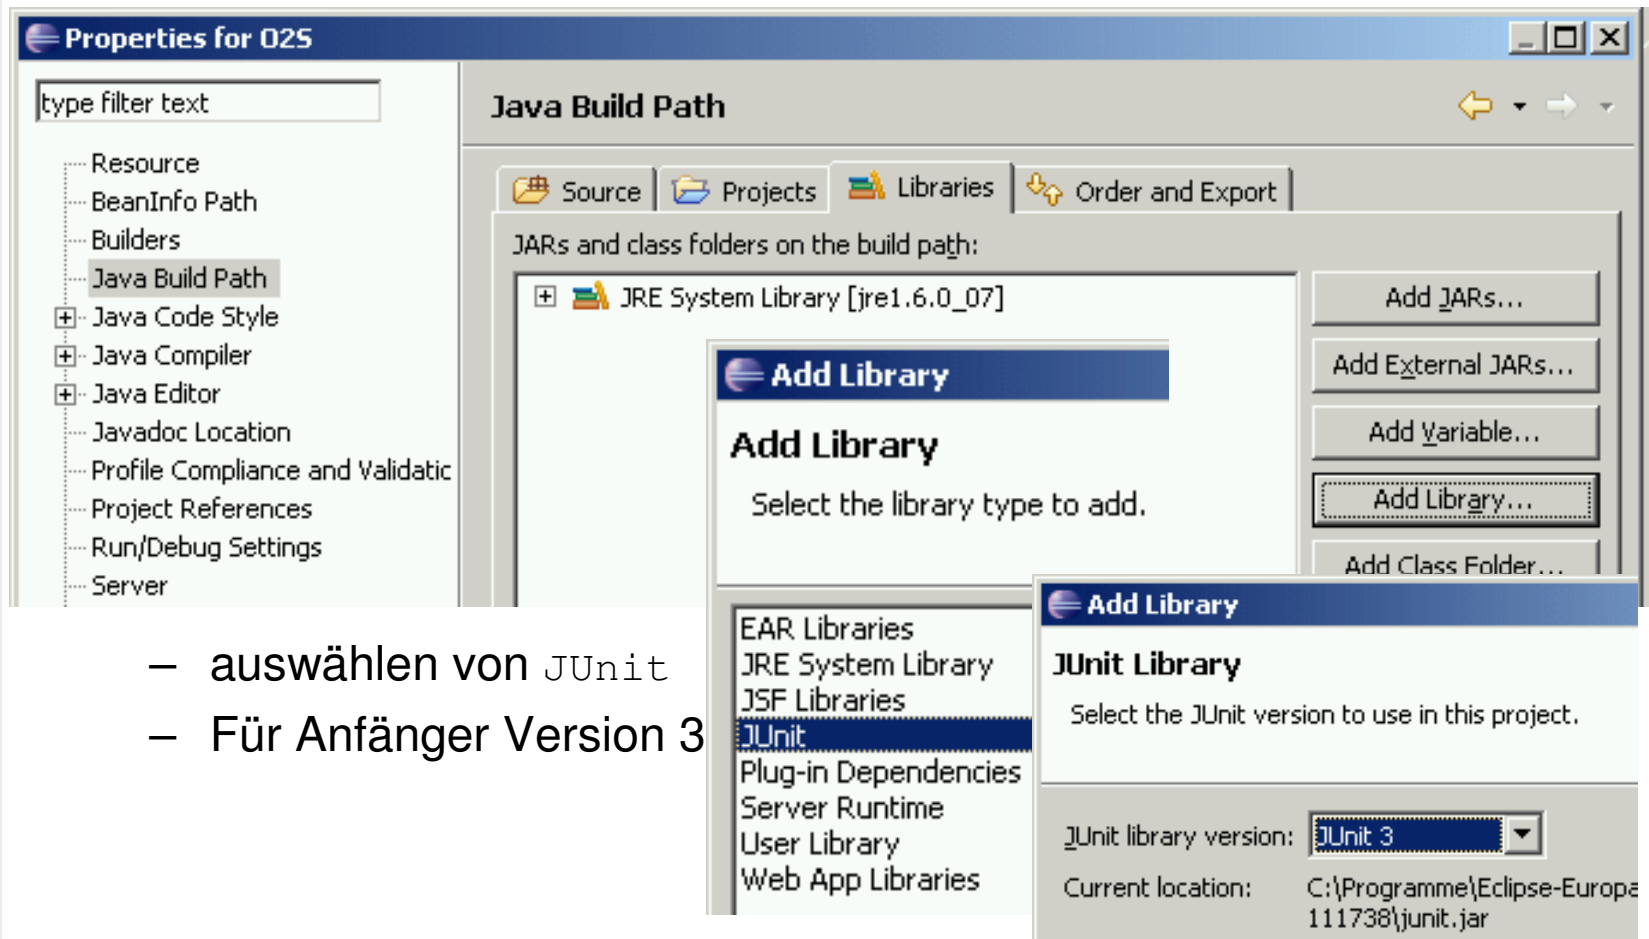 Properties for O2S
type filter text
Resource
BeanInfo Path
Builders
Java Build Path
Java Code Style
Java Compiler
Java Editor
Javadoc Location
Profile Compliance and Validatic
Project References
Run/Debug Settings
Server
Java Build Path
Source
Projects
Libraries
Order and Export
JARs and class folders on the build path:
JRE System Library [jre1.6.0_07]
Add JARs...
Add External JARs...
Add Variable...
Add Library...
Add Class Folder...
Add Library
Add Library
Select the library type to add.
EAR Libraries
JRE System Library
JSF Libraries
JUnit
Plug-in Dependencies
Server Runtime
User Library
Web App Libraries
Add Library
JUnit Library
Select the JUnit version to use in this project.
JUnit library version: JUnit 3
Current location: C:\Programme\Eclipse-Europa
111738\junit.jar
– auswählen von JUnit
– Für Anfänger Version 3